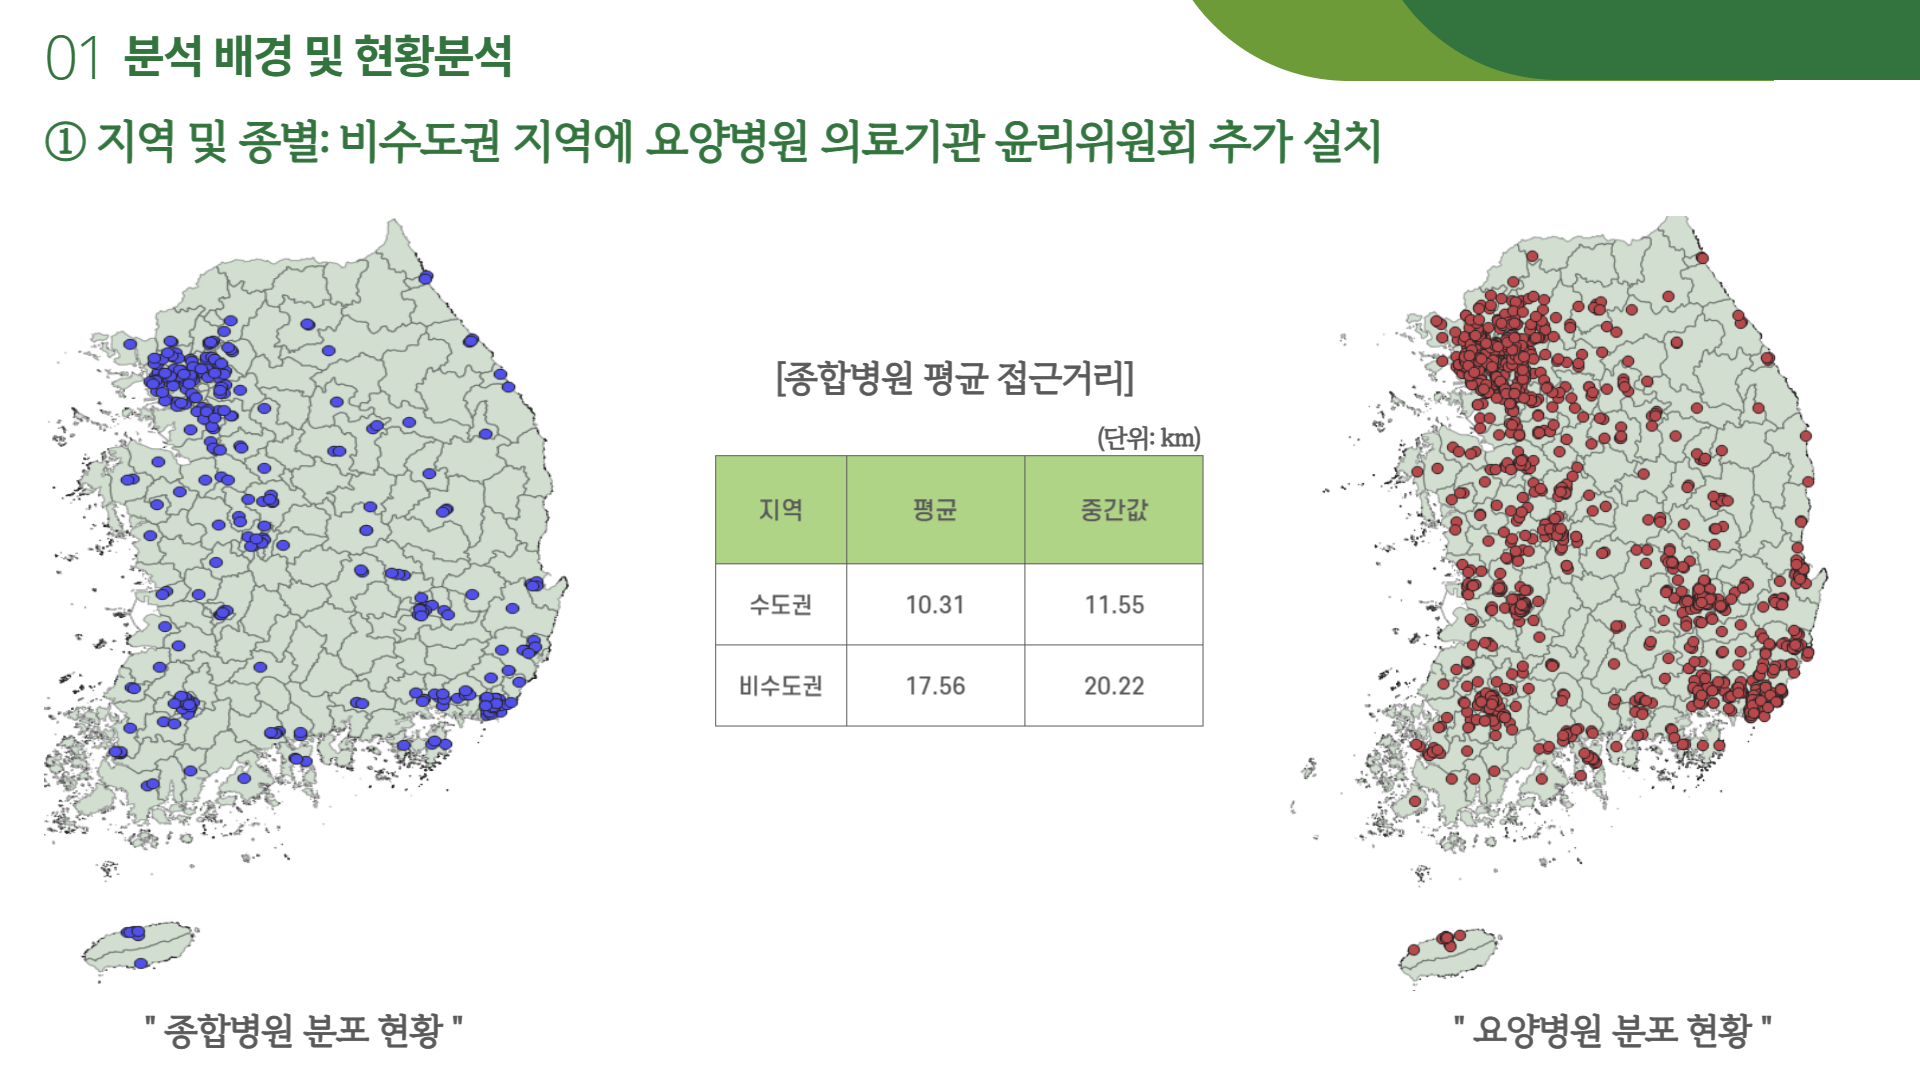 01 분석 배경 및 현황분석
① 지역 및 종별: 비수도권 지역에 요양병원 의료기관 윤리위원회 추가 설치
[종합병원 평균 접근거리]
(단위: km)
지역 평균 중간값
수도권 10.31 11.55
비수도권 17.56 20.22
" 종합병원 분포 현황 "
" 요양병원 분포 현황 "